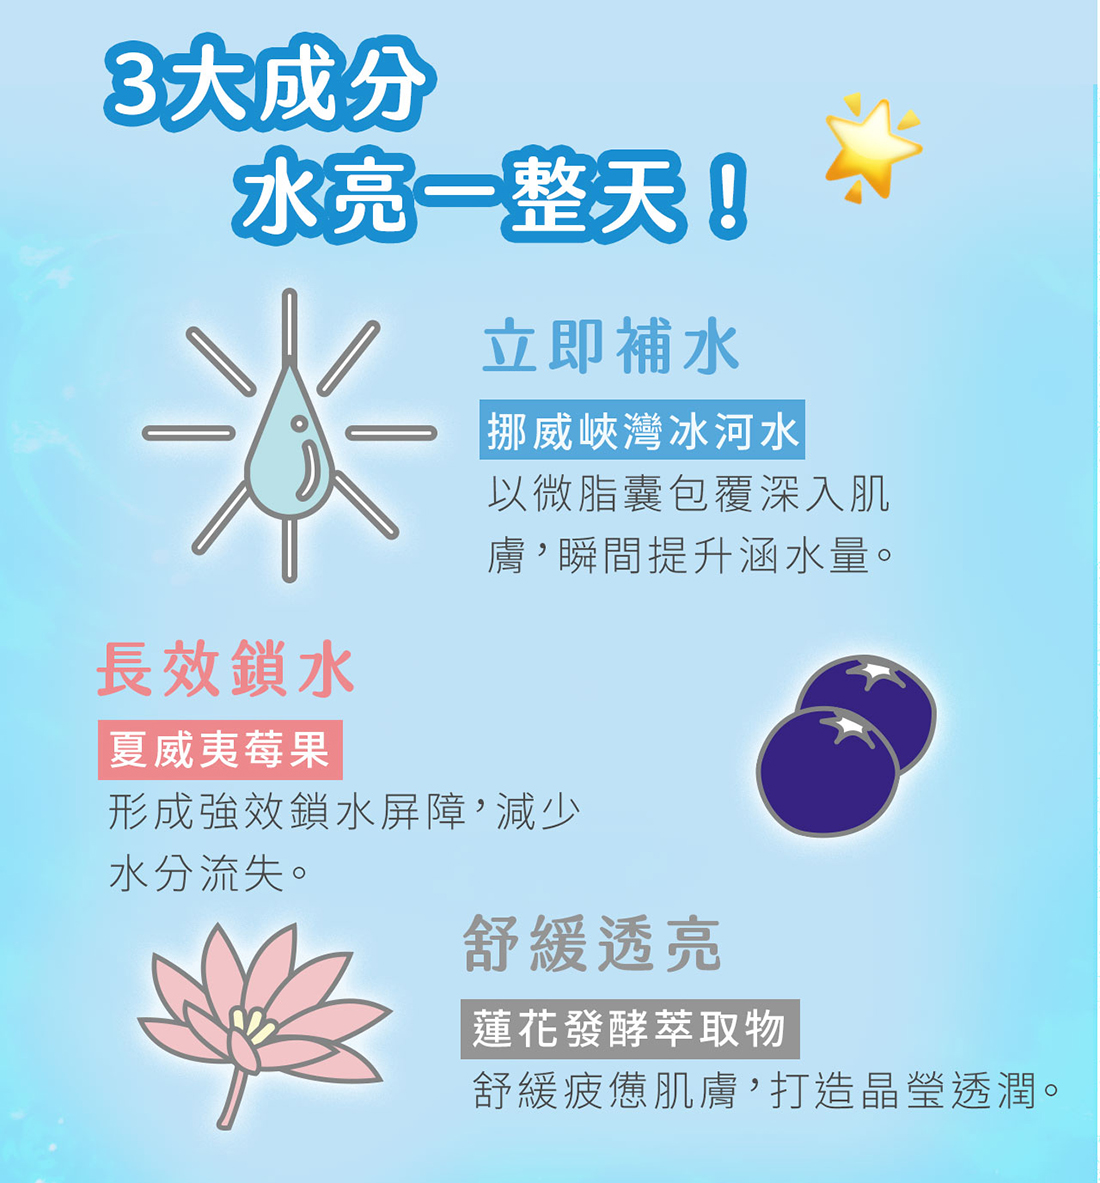 3大成分
水亮一整天！
立即補水
挪威峽灣冰河水
以微脂囊包覆深入肌
膚，瞬間提升涵水量。
長效鎖水
夏威夷莓果
形成強效鎖水屏障，減少
水分流失。
舒緩透亮
蓮花發酵萃取物
舒緩疲憊肌膚，打造晶瑩透潤。